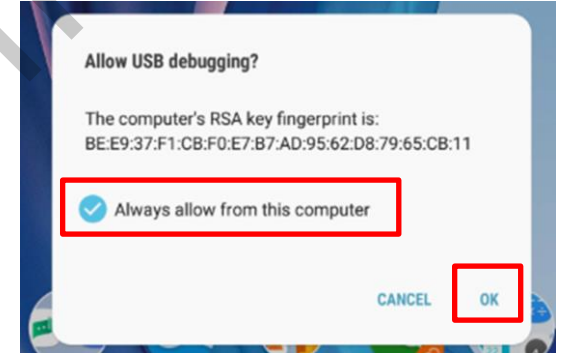 Allow USB debugging?
The computer's RSA key fingerprint is:
BE:E9:37:F1:CB:F0:E7:B7:AD:95:62:D8:79:65:CB:11
Always allow from this computer
CANCEL OK